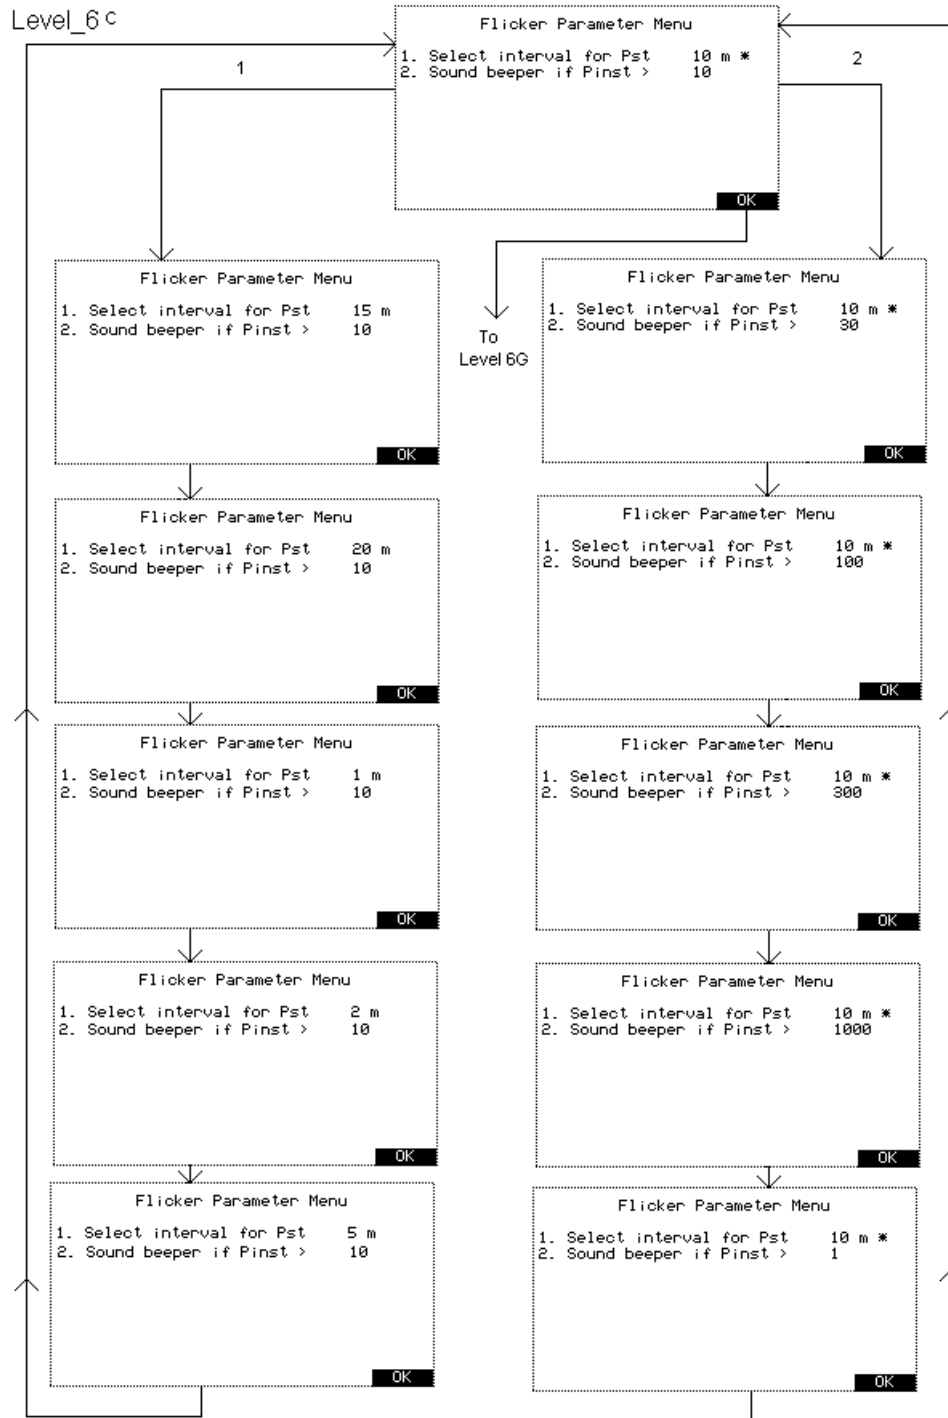 Level_6 C
Flicker Parameter Menu
1. Select interval for Pst 10 m *
2. Sound beeper if Pinst > 10
OK
1
2
To
Level 6G
Flicker Parameter Menu
1. Select interval for Pst 15 m
2. Sound beeper if Pinst > 10
OK
Flicker Parameter Menu
1. Select interval for Pst 20 m
2. Sound beeper if Pinst > 10
OK
Flicker Parameter Menu
1. Select interval for Pst 1 m
2. Sound beeper if Pinst > 10
OK
Flicker Parameter Menu
1. Select interval for Pst 2 m
2. Sound beeper if Pinst > 10
OK
Flicker Parameter Menu
1. Select interval for Pst 5 m
2. Sound beeper if Pinst > 10
OK
Flicker Parameter Menu
1. Select interval for Pst 10 m *
2. Sound beeper if Pinst > 30
OK
Flicker Parameter Menu
1. Select interval for Pst 10 m *
2. Sound beeper if Pinst > 100
OK
Flicker Parameter Menu
1. Select interval for Pst 10 m *
2. Sound beeper if Pinst > 300
OK
Flicker Parameter Menu
1. Select interval for Pst 10 m *
2. Sound beeper if Pinst > 1000
OK
Flicker Parameter Menu
1. Select interval for Pst 10 m *
2. Sound beeper if Pinst > 1
OK